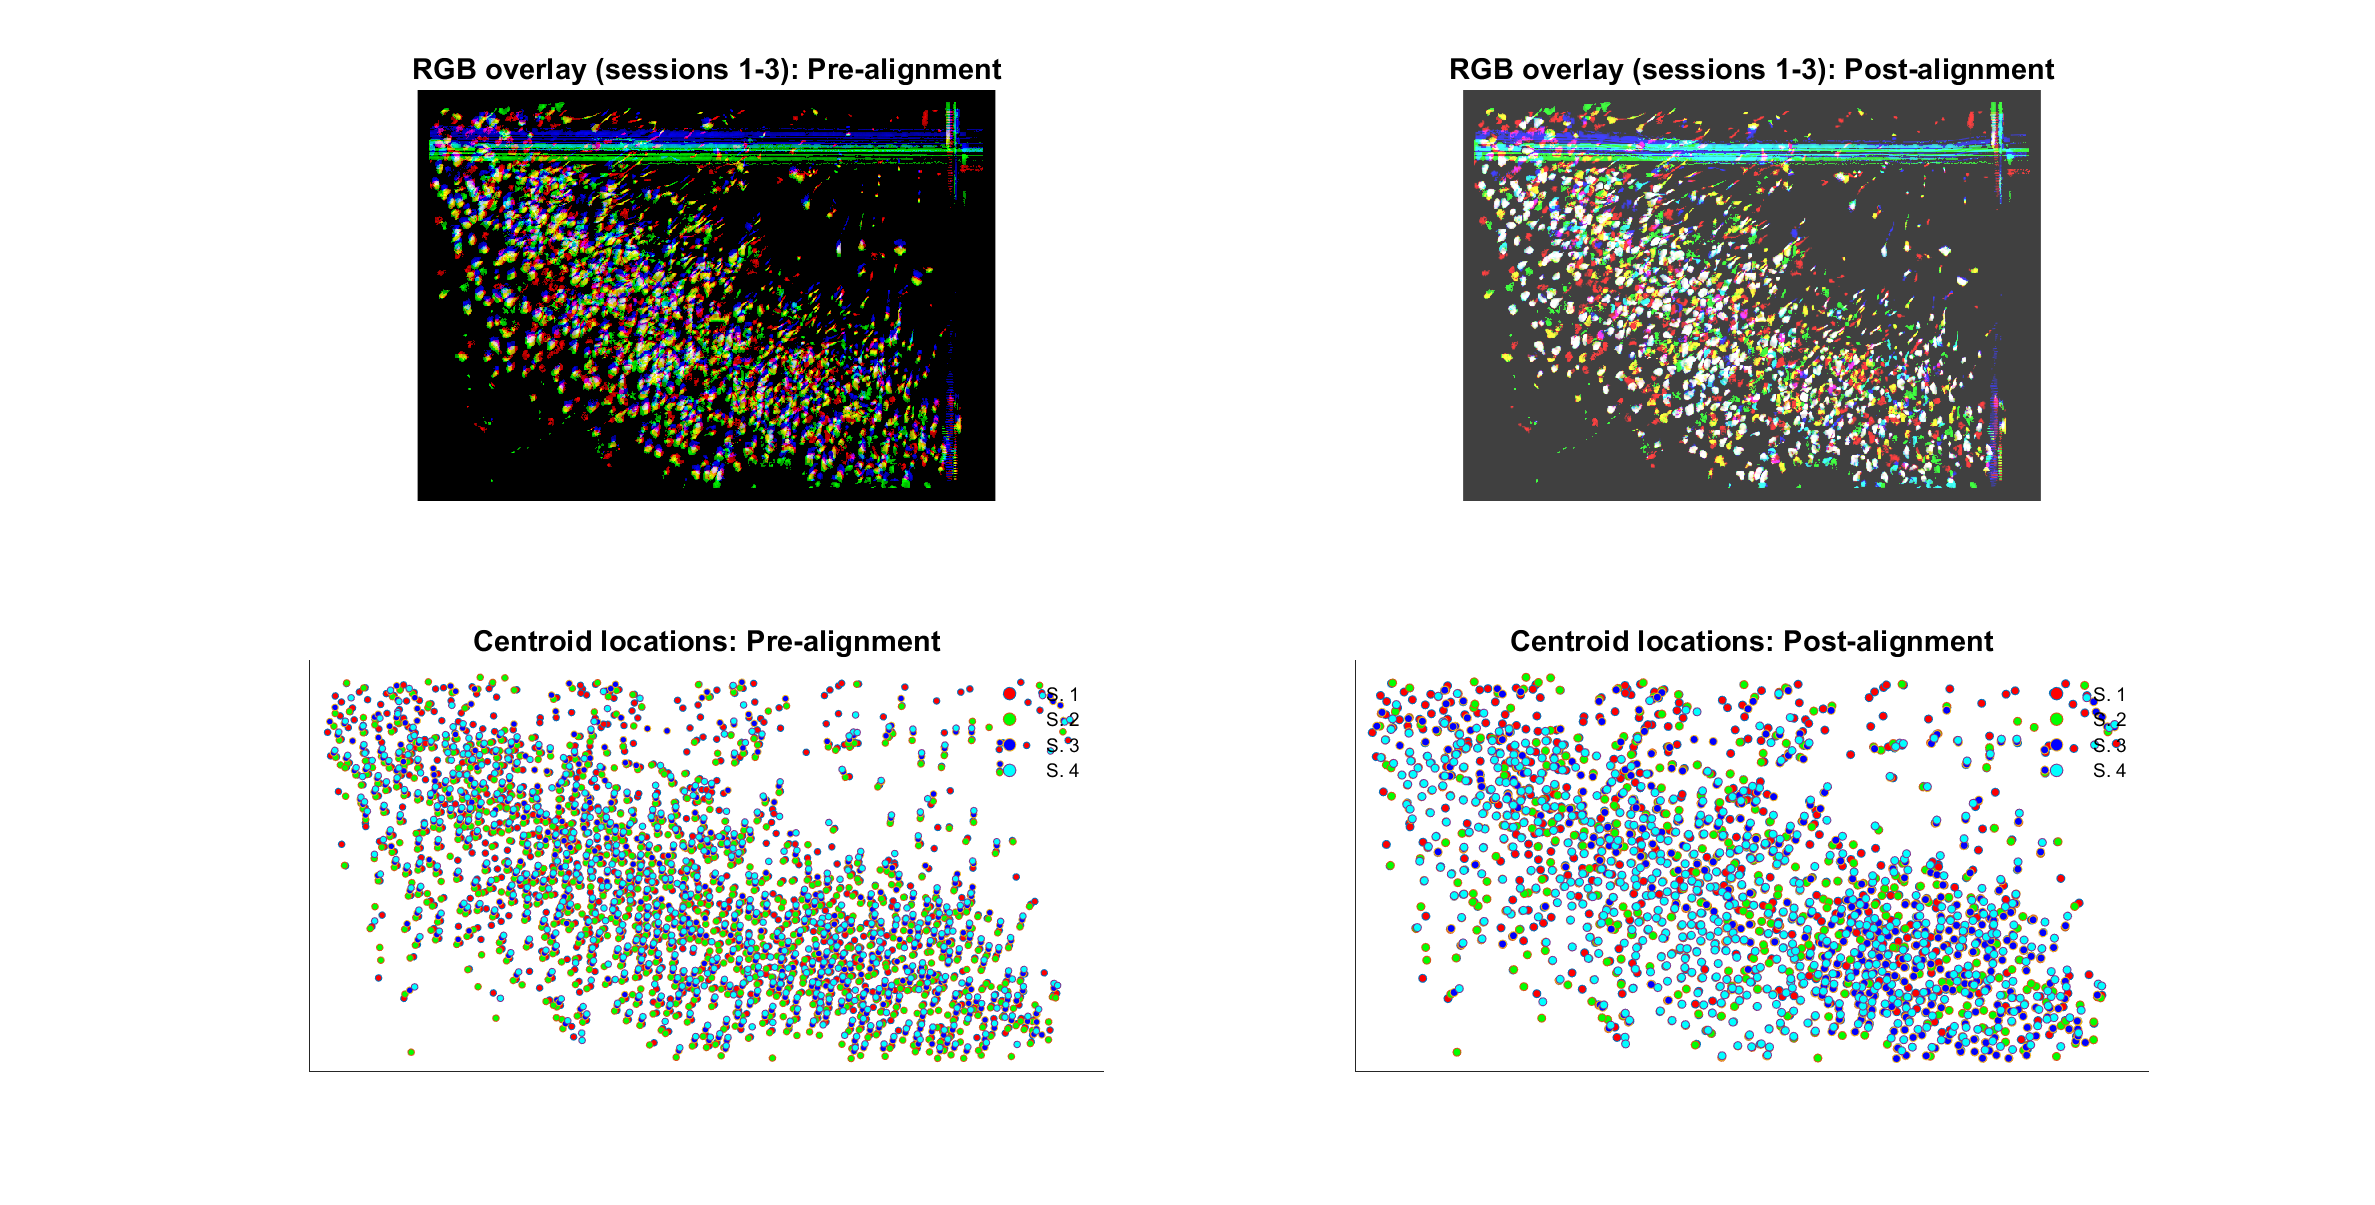 RGB overlay (sessions 1-3): Pre-alignment
RGB overlay (sessions 1-3): Post-alignment
Centroid locations: Pre-alignment
S. 1
S. 2
S. 3
S. 4
Centroid locations: Post-alignment
S. 1
S. 2
S. 3
S. 4